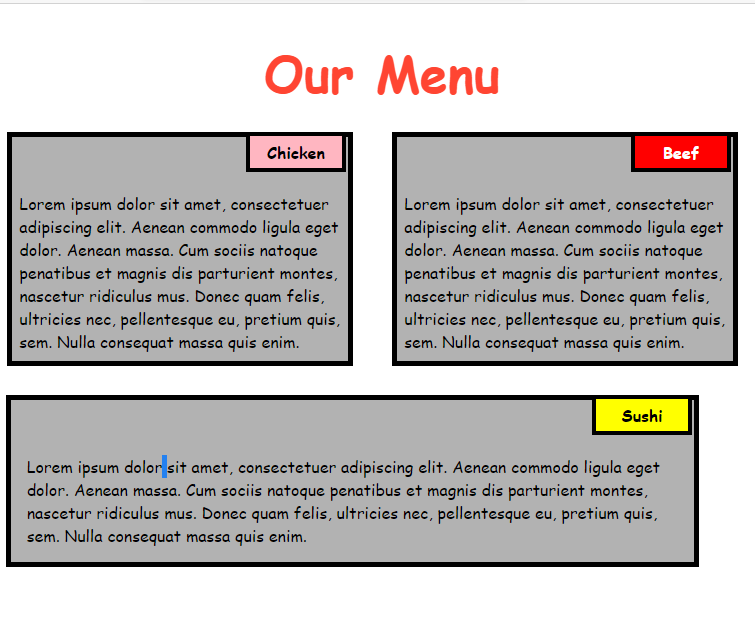 Our Menu
Chicken
Lorem ipsum dolor sit amet, consectetuer
adipiscing elit. Aenean commodo ligula eget
dolor. Aenean massa. Cum sociis natoque
penatibus et magnis dis parturient montes,
nascetur ridiculus mus. Donec quam felis,
ultricies nec, pellentesque eu, pretium quis,
sem. Nulla consequat massa quis enim.
Beef
Lorem ipsum dolor sit amet, consectetuer
adipiscing elit. Aenean commodo ligula eget
dolor. Aenean massa. Cum sociis natoque
penatibus et magnis dis parturient montes,
nascetur ridiculus mus. Donec quam felis,
ultricies nec, pellentesque eu, pretium quis,
sem. Nulla consequat massa quis enim.
Sushi
Lorem ipsum dolor sit amet, consectetuer adipiscing elit. Aenean commodo ligula eget
dolor. Aenean massa. Cum sociis natoque penatibus et magnis dis parturient montes,
nascetur ridiculus mus. Donec quam felis, ultricies nec, pellentesque eu, pretium quis,
sem. Nulla consequat massa quis enim.